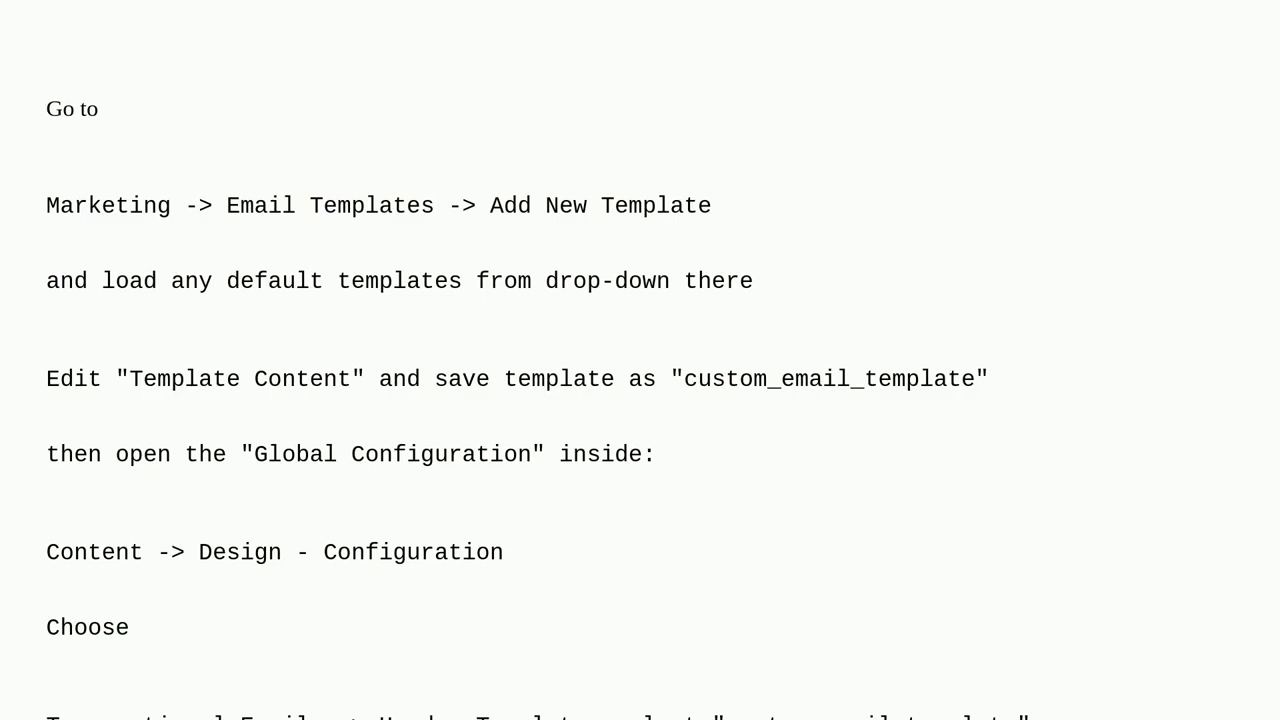 Go to
Marketing -> Email Templates -> Add New Template
and load any default templates from drop-down there
Edit "Template Content" and save template as "custom_email_template"
then open the "Global Configuration" inside:
Content -> Design - Configuration
Choose